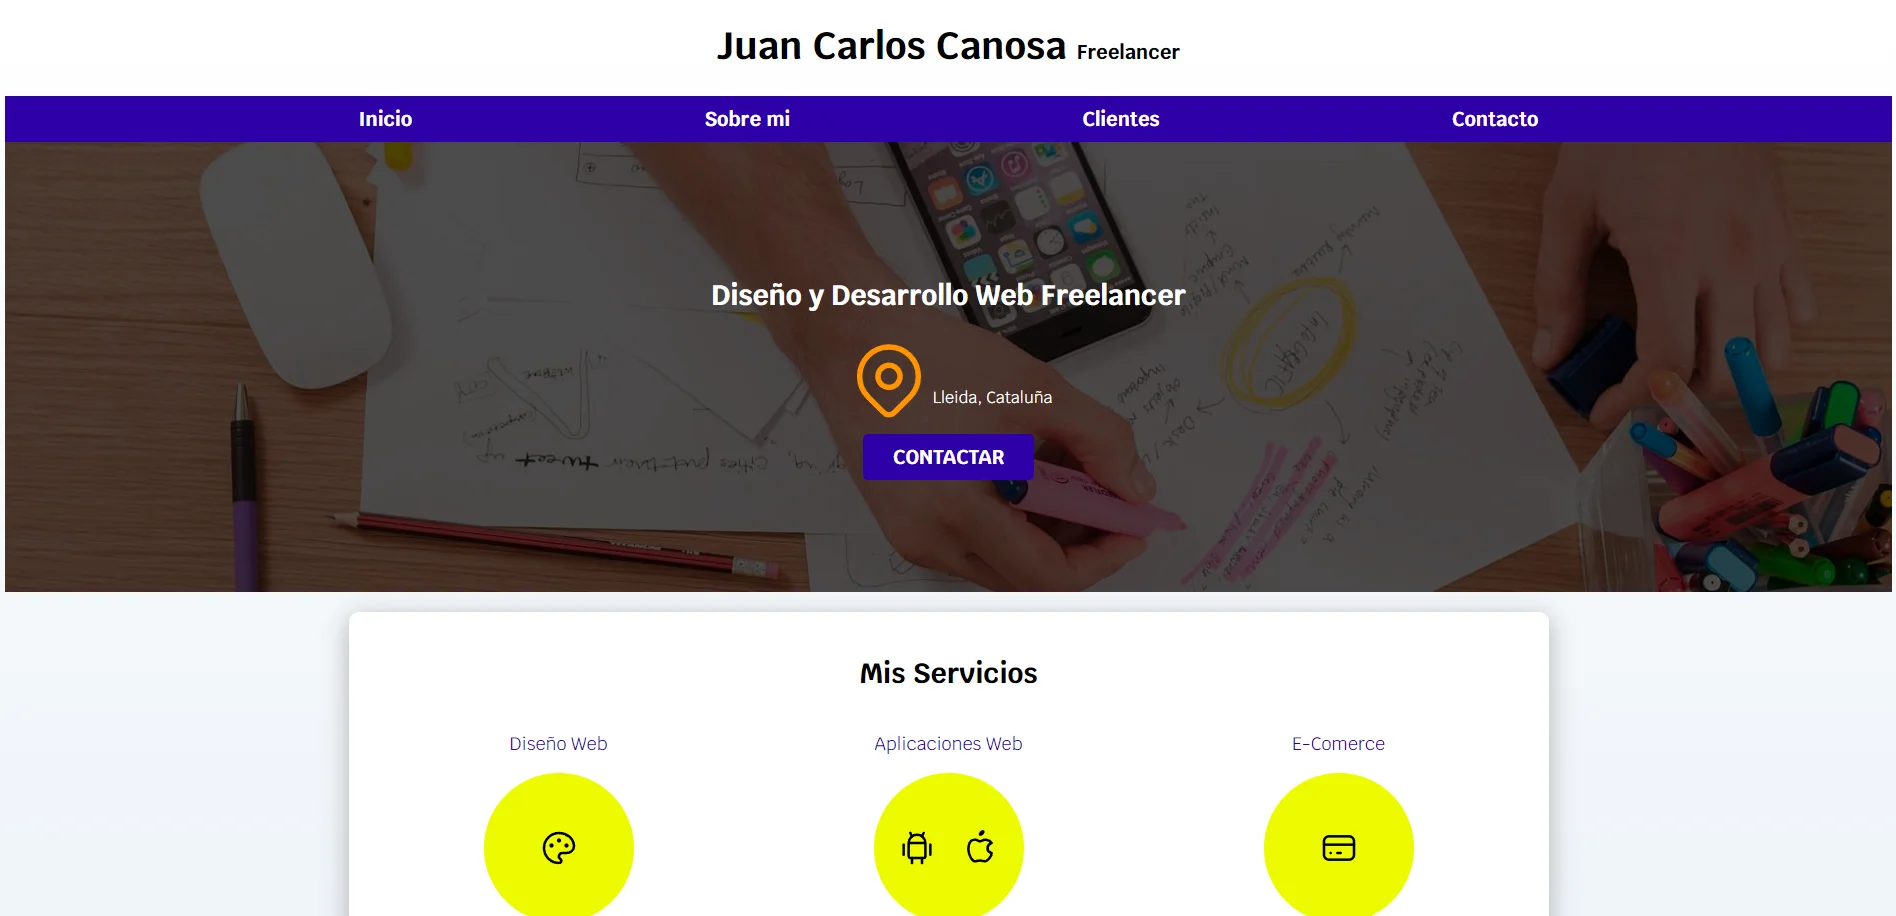 Juan Carlos Canosa Freelancer
Inicio Sobre mi Clientes Contacto
Diseño y Desarrollo Web Freelancer
Lleida, Cataluña
CONTACTAR
Mis Servicios
Diseño Web Aplicaciones Web E-Comerce